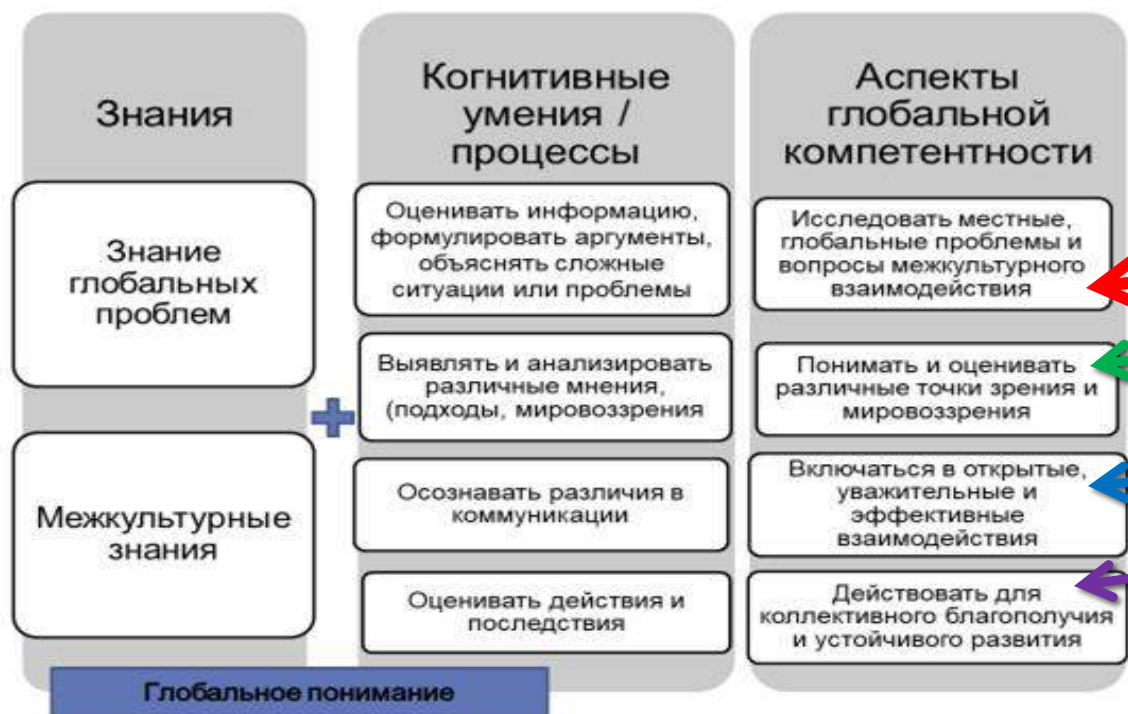 Знания
Знание
глобальных
проблем
Межкультурные
знания
Когнитивные
умения /
процессы
Оценивать информацию,
формулировать аргументы,
объяснять сложные
ситуации или проблемы
Выявлять и анализировать
различные мнения,
(подходы, мировоззрения
Осознавать различия в
коммуникации
Оценивать действия и
последствия
Аспекты
глобальной
компетентности
Исследовать местные,
глобальные проблемы и
вопросы межкультурного
взаимодействия
Понимать и оценивать
различные точки зрения и
мировоззрения
Включаться в открытые,
уважительные и
эффективные
взаимодействия
Действовать для
коллективного благополучия
и устойчивого развития
Глобальное понимание